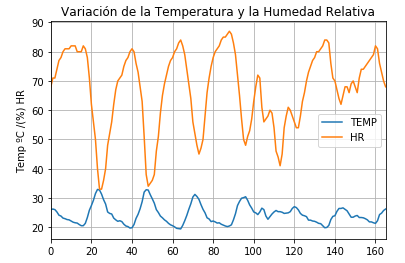 Variación de la Temperatura y la Humedad Relativa
Temp ºC /(%) HR
90
80
70
60
50
40
30
20
TEMP
HR
0 20 40 60 80 100 120 140 160